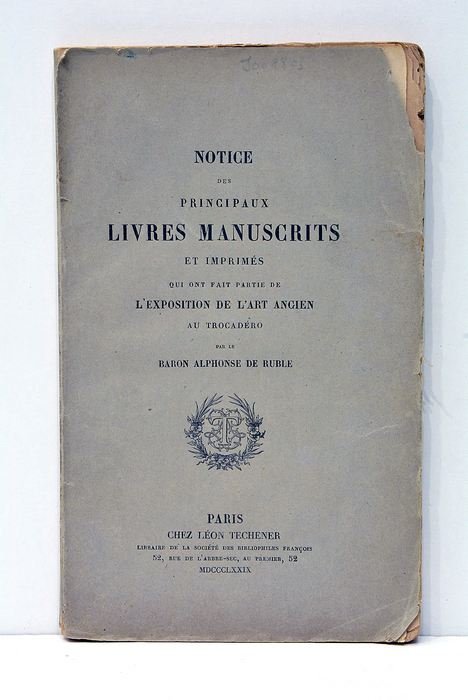 NOTICE
DES
PRINCIPAUX
LIVRES MANUSCRITS
ET IMPRIMÉS
QUI ONT FAIT PARTIE DE
L'EXPOSITION DE L'ART ANCIEN
AU TROCADÉRO
PAR LE
BARON ALPHONSE DE RUBLE
PARIS
CHEZ LÉON TECHENER
LIBRAIRE DE LA SOCIÉTÉ DES BIBLIOPHILES FRANÇOIS
52, RUE DE L'ARBRE-SEC, AU PREMIER, 52
MDCCCLXXIX